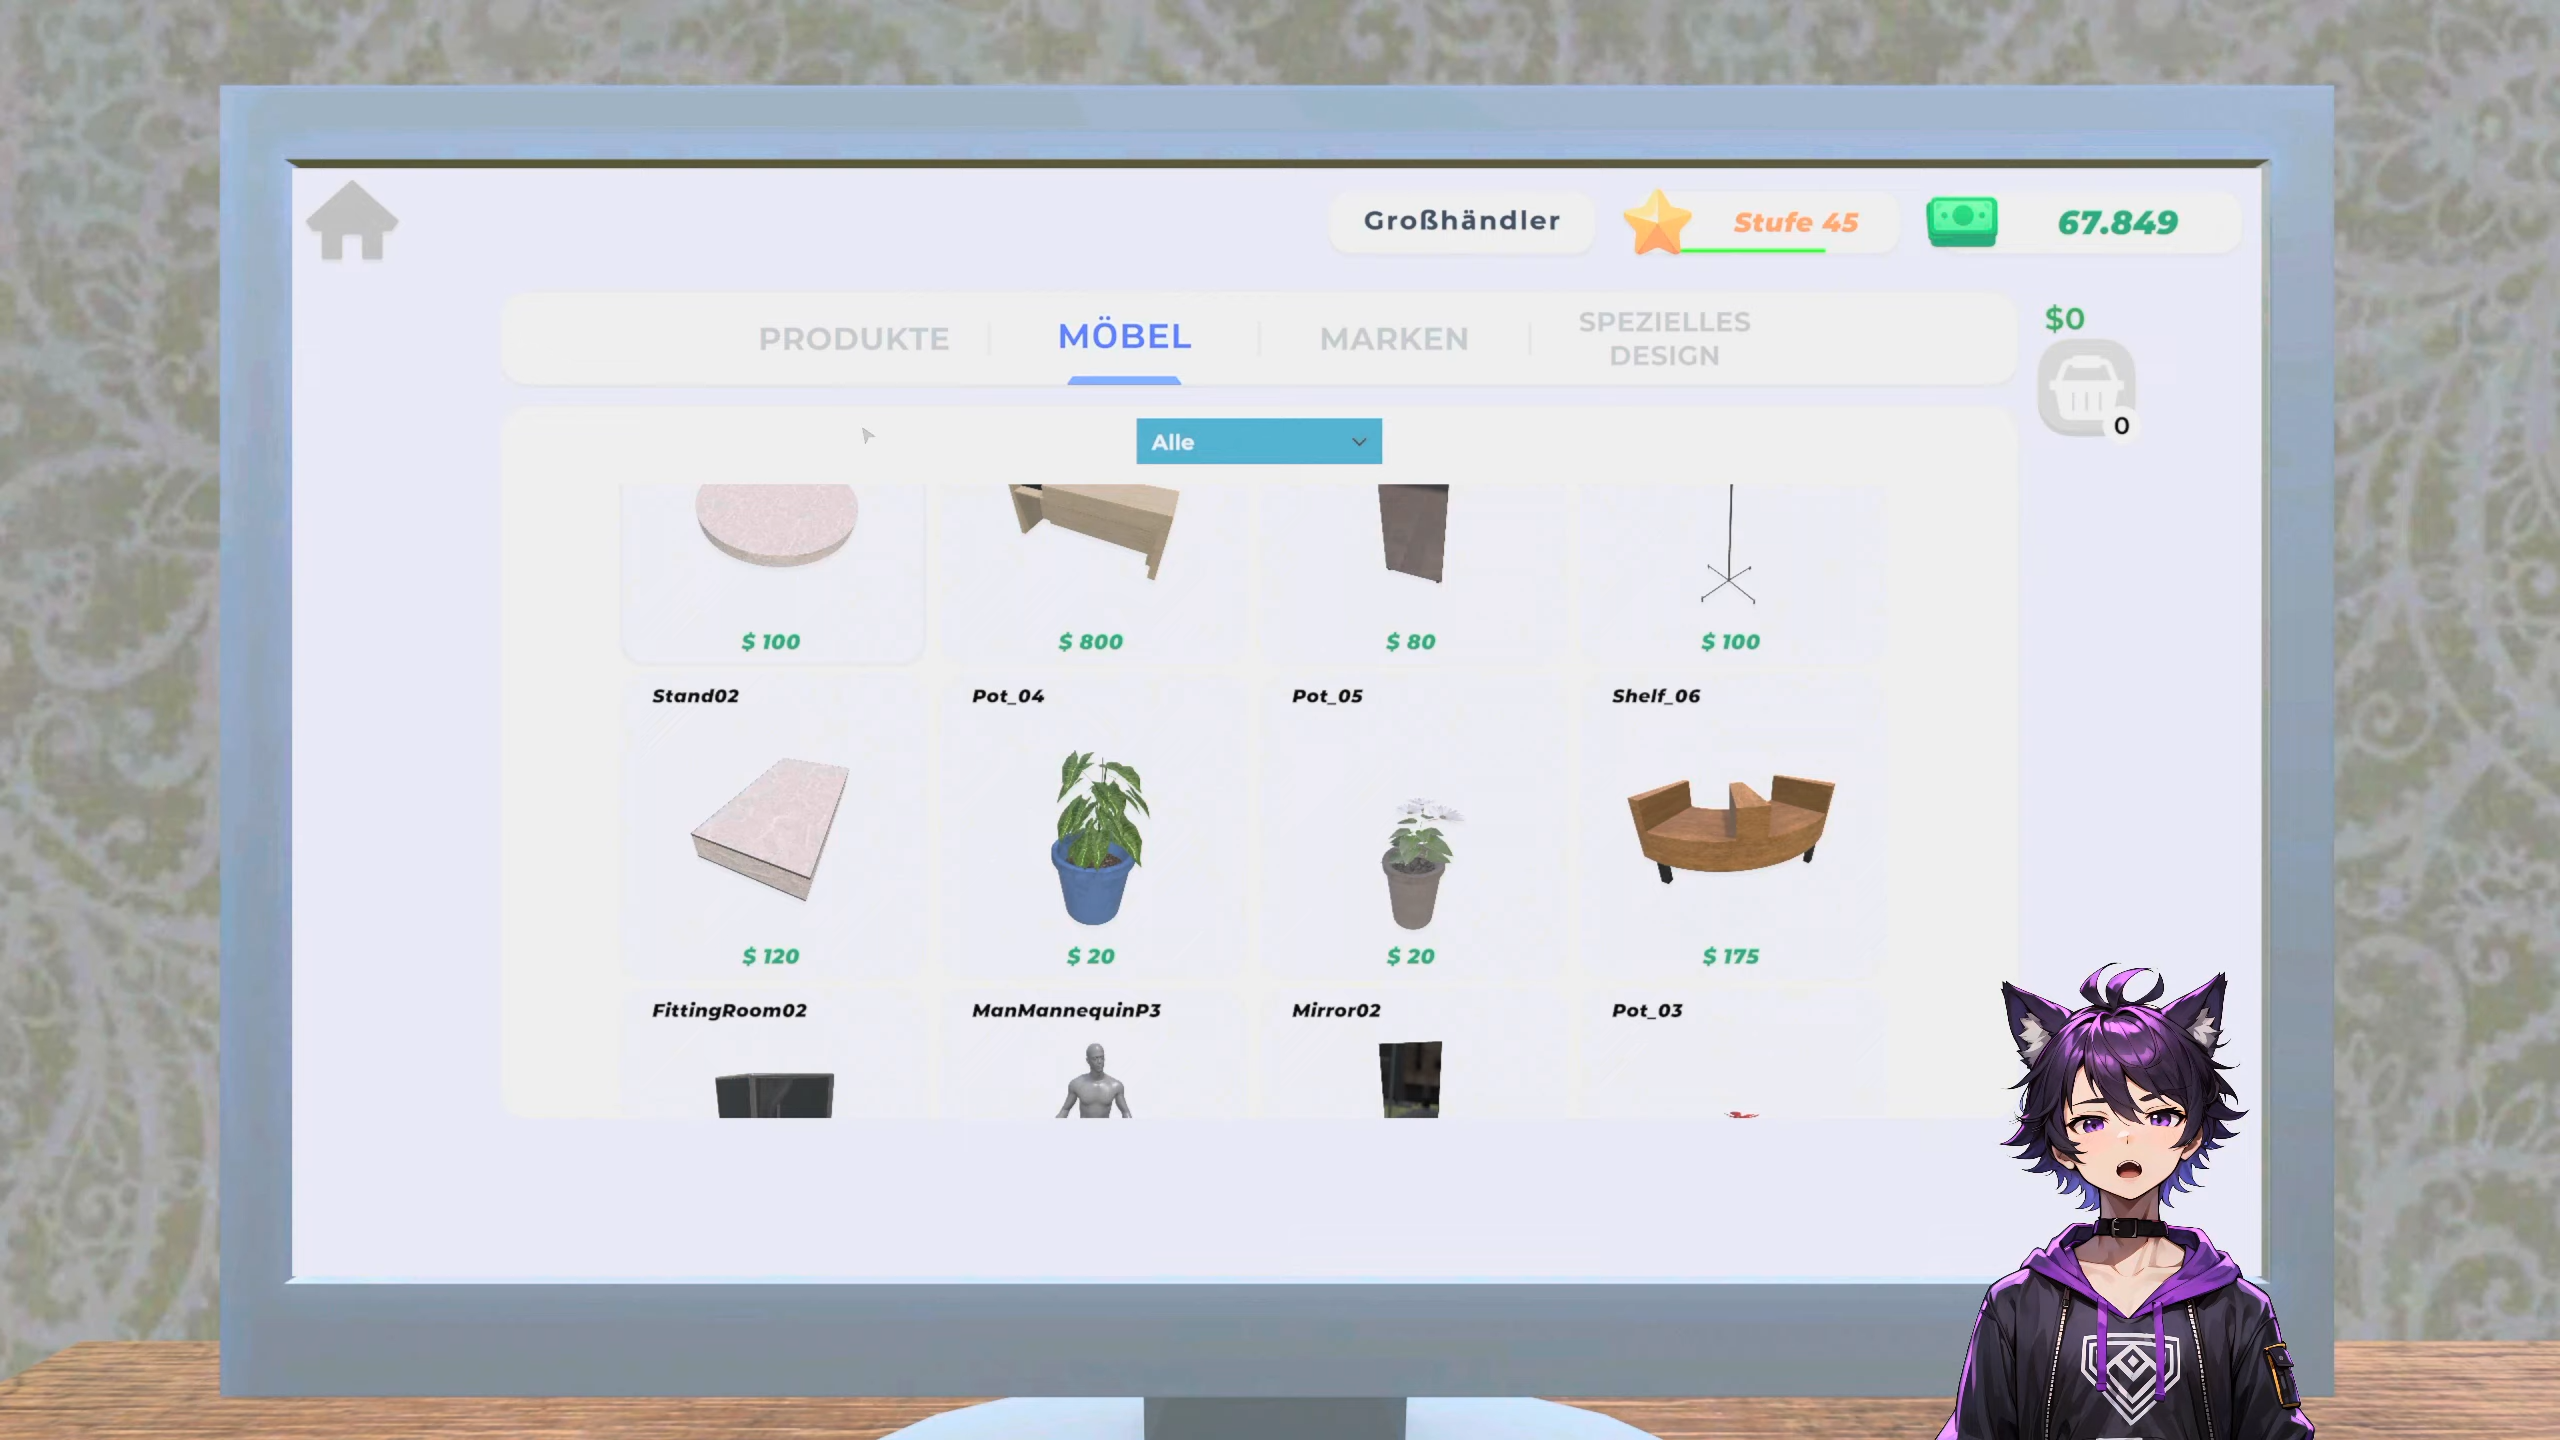 Großhändler
Stufe 45
67.849
PRODUKTE
MÖBEL
MARKEN
SPEZIELLES
DESIGN
$0
0
Alle
$ 100
$ 800
$ 80
$ 100
Stand02
Pot_04
Pot_05
Shelf_06
$ 120
$ 20
$ 20
$ 175
FittingRoom02
ManMannequinP3
Mirror02
Pot_03